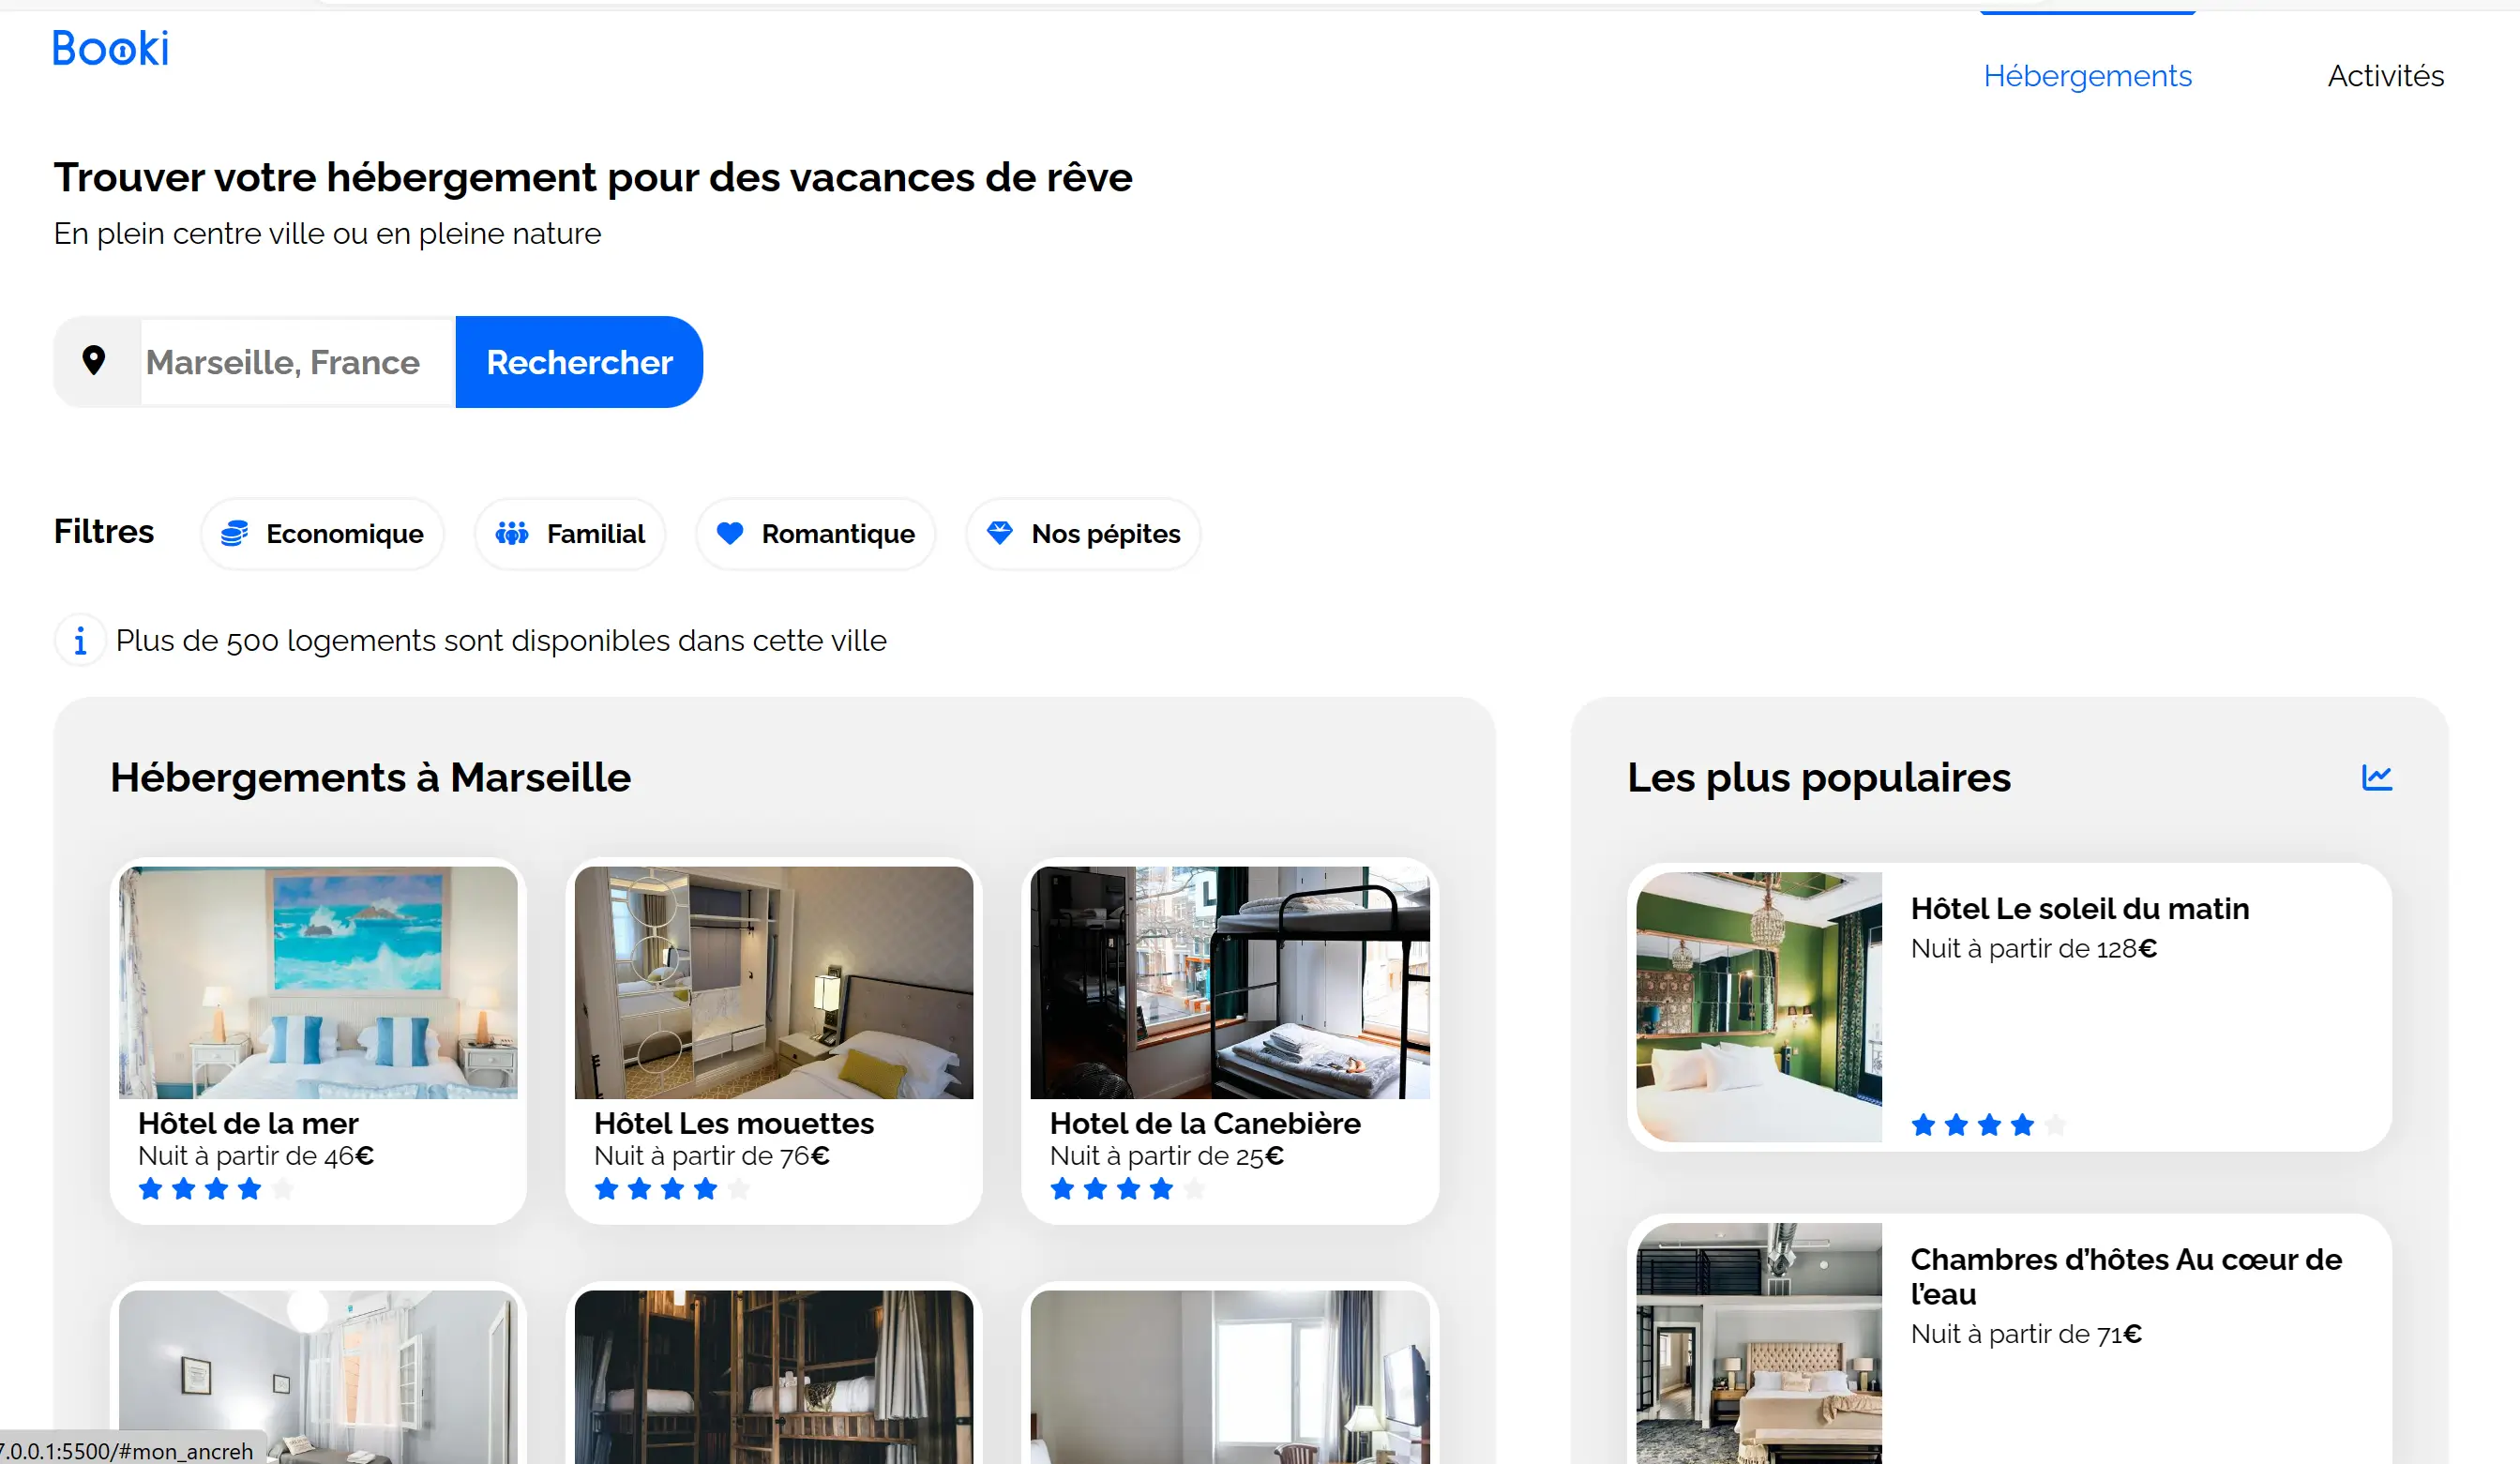 Booki
Hébergements
Activités
Trouver votre hébergement pour des vacances de rêve
En plein centre ville ou en pleine nature
Marseille, France
Rechercher
Filtres
Economique
Familial
Romantique
Nos pépites
Plus de 500 logements sont disponibles dans cette ville
Hébergements à Marseille
Hôtel de la mer
Nuit à partir de 46€
Hôtel Les mouettes
Nuit à partir de 76€
Hotel de la Canebière
Nuit à partir de 25€
Les plus populaires
Hôtel Le soleil du matin
Nuit à partir de 128€
Chambres d’hôtes Au cœur de
l’eau
Nuit à partir de 71€
7.0.0.1:5500/#mon_ancreh